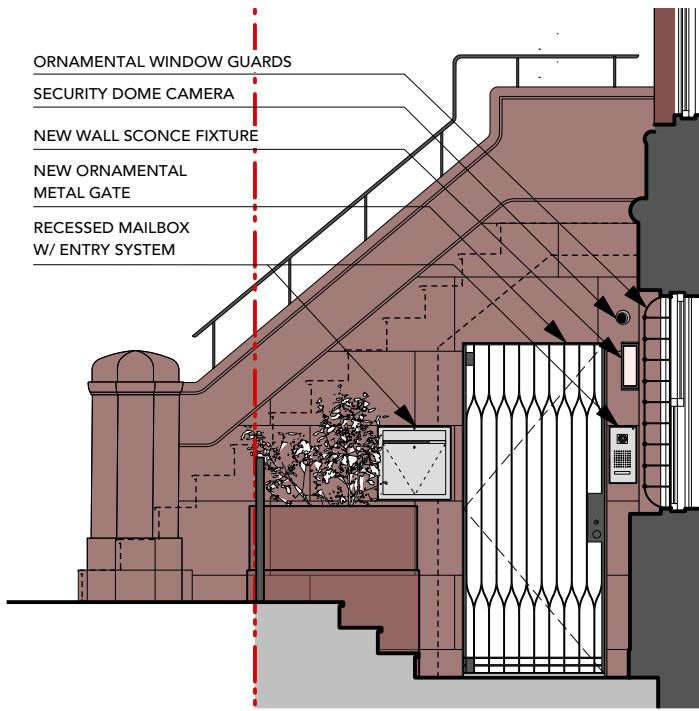 ORNAMENTAL WINDOW GUARDS
SECURITY DOME CAMERA
NEW WALL SCONCE FIXTURE
NEW ORNAMENTAL
METAL GATE
RECESSED MAILBOX
W/ ENTRY SYSTEM